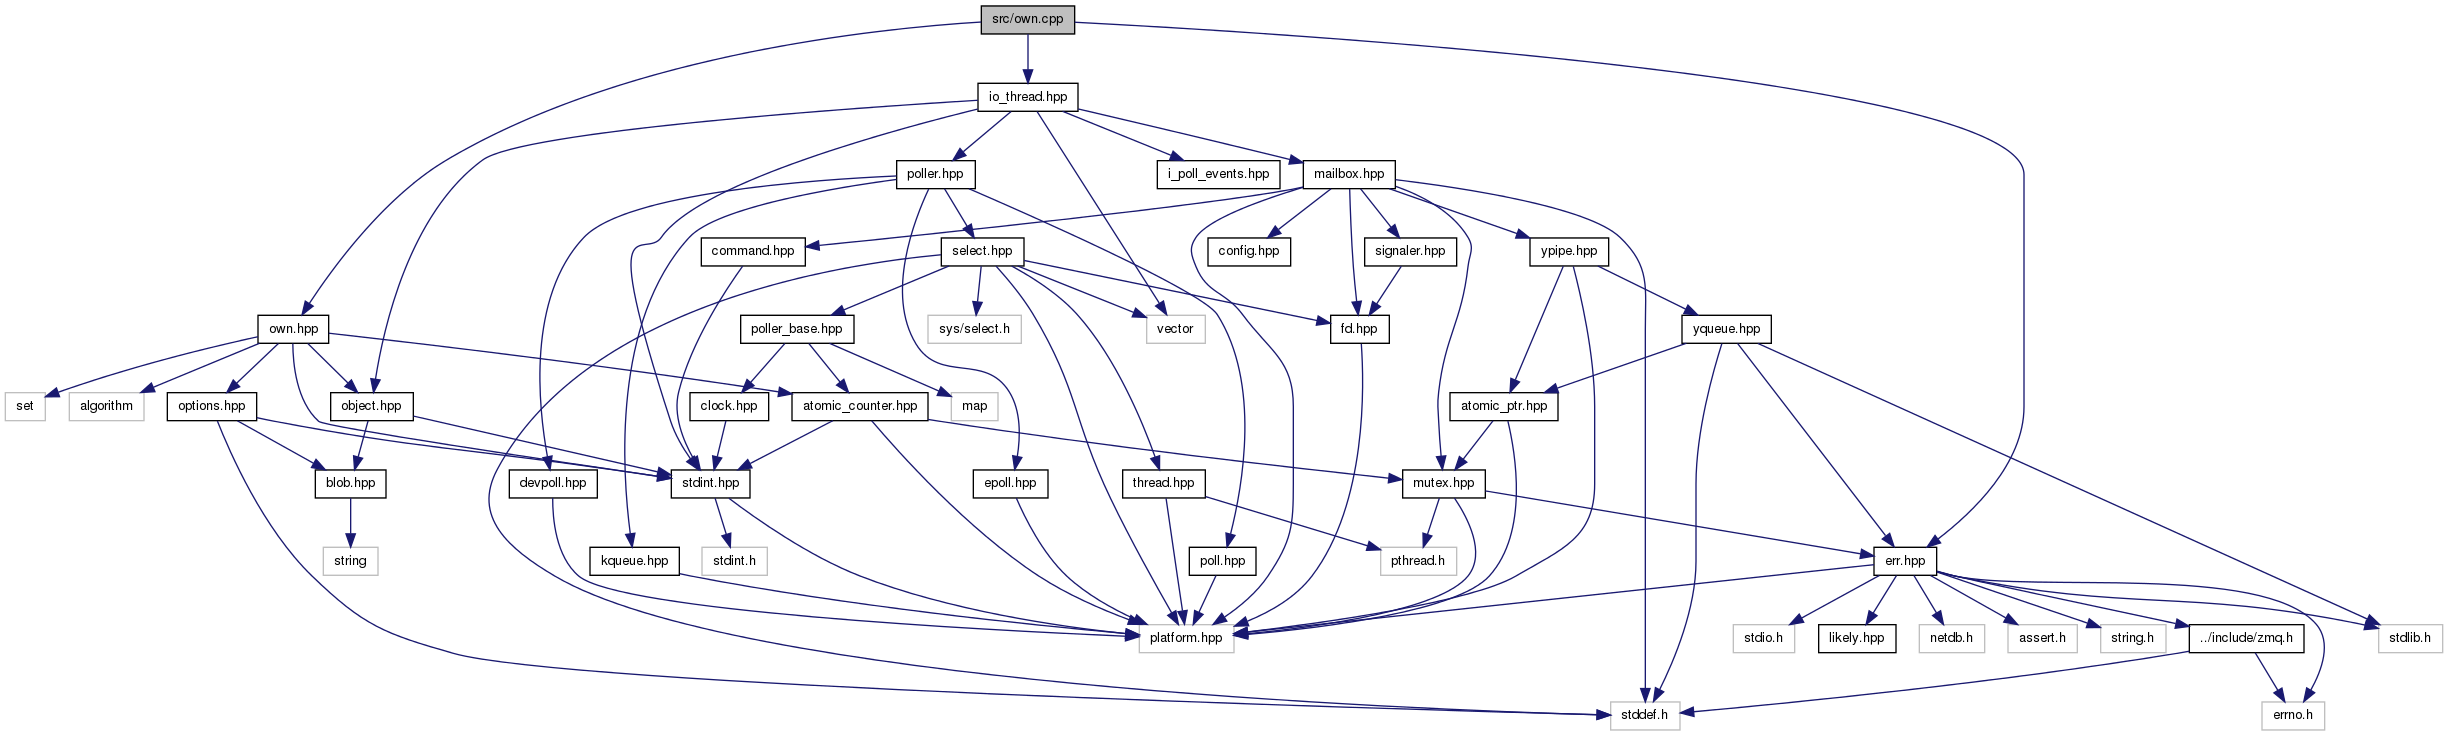 src/own.cpp
io_thread.hpp
poller.hpp
i_poll_events.hpp
mailbox.hpp
command.hpp
select.hpp
config.hpp
signaler.hpp
ypipe.hpp
own.hpp
poller_base.hpp
sys/select.h
vector
fd.hpp
yqueue.hpp
set
algorithm
options.hpp
object.hpp
clock.hpp
atomic_counter.hpp
map
atomic_ptr.hpp
blob.hpp
devpoll.hpp
stdint.hpp
epoll.hpp
thread.hpp
mutex.hpp
string
kqueue.hpp
stdint.h
poll.hpp
pthread.h
err.hpp
platform.hpp
stdio.h
likely.hpp
netdb.h
assert.h
string.h
../include/zmq.h
stdlib.h
stddef.h
errno.h